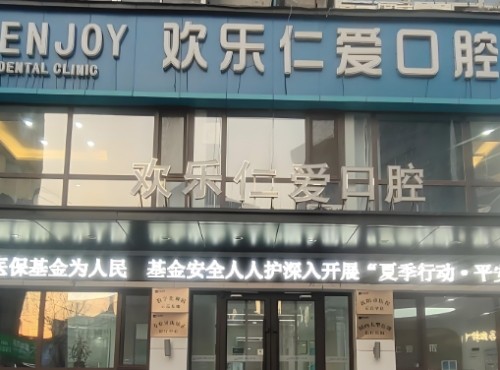 ENJOY 欢乐仁爱口腔
DENTAL CLINIC
欢乐仁爱口腔
医保基金为人民 基金安全人人护深入开展“夏季行动·平安